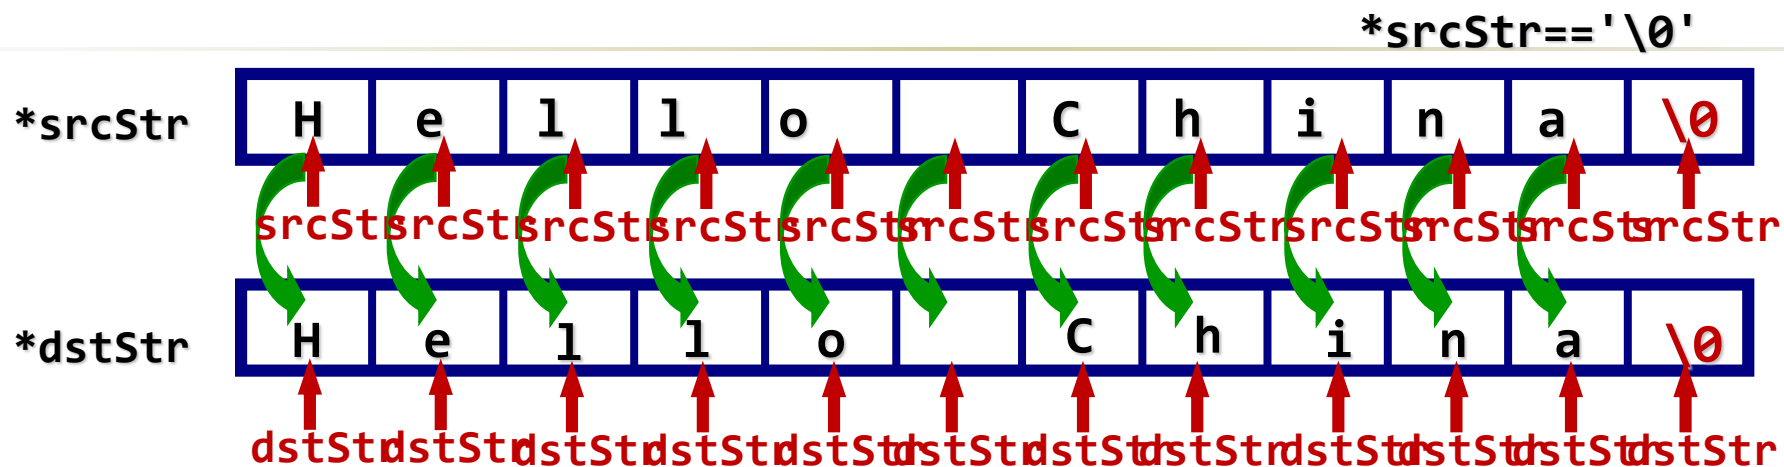 *srcStr=='\0'
*srcStr H e l l o C h i n a \0
srcStr srcStr srcStr srcStr srcStr srcStr srcStr srcStr srcStr srcStr srcStr srcStr
*dstStr H e l l o C h i n a \0
dstStr dstStr dstStr dstStr dstStr dstStr dstStr dstStr dstStr dstStr dstStr dstStr